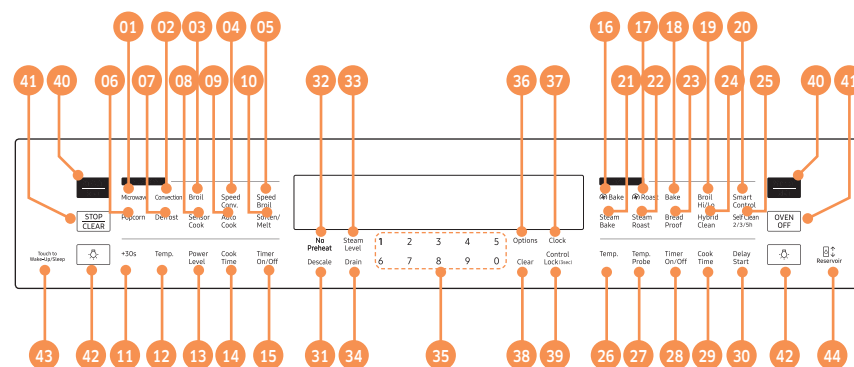 01 02 03 04 05 16 17 18 19 20
41 40 06 07 08 09 10 32 33 36 37 21 22 23 24 25 40 41
Microwave Convection Broil Speed Conv. Speed Broil Bake Roast Bake Broil Hi/Lo Smart Control
STOP CLEAR Popcorn Defrost Sensor Cook Auto Cook Soften/ Melt Steam Bake Steam Roast Bread Proof Hybrid Clean Self Clean 2/3/5h OVEN OFF
No Preheat Steam Level 1 2 3 4 5 Options Clock
Touch to Wake-Up/Sleep +30s Temp. Power Level Cook Time Timer On/Off Descale Drain 6 7 8 9 0 Clear Control Lock(3sec) Temp. Temp. Probe Timer On/Off Cook Time Delay Start Reservoir
43 42 11 12 13 14 15 31 34 35 38 39 26 27 28 29 30 42 44